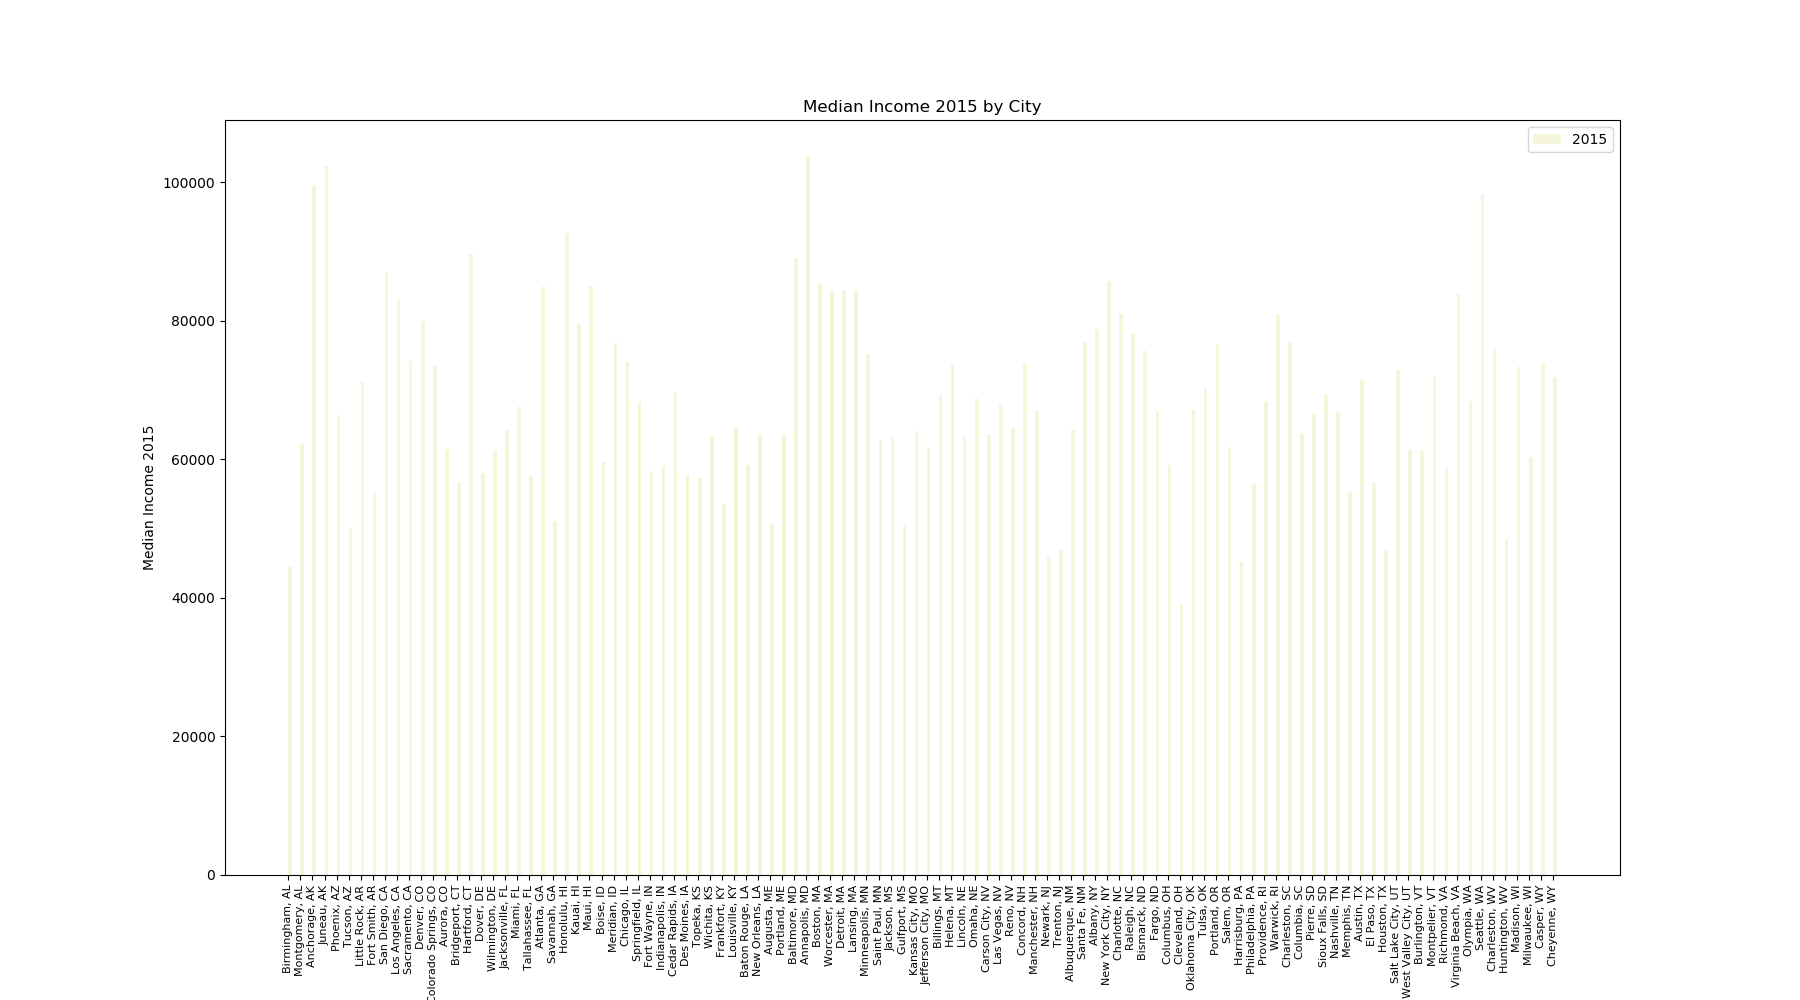 Median Income 2015 by City
2015
Median Income 2015
100000
80000
60000
40000
20000
0
Birmingham, AL
Montgomery, AL
Anchorage, AK
Juneau, AK
Phoenix, AZ
Tucson, AZ
Little Rock, AR
Fort Smith, AR
San Diego, CA
Los Angeles, CA
Sacramento, CA
Denver, CO
Colorado Springs, CO
Aurora, CO
Bridgeport, CT
Hartford, CT
Dover, DE
Wilmington, DE
Jacksonville, FL
Miami, FL
Tallahassee, FL
Atlanta, GA
Savannah, GA
Honolulu, HI
Kauai, HI
Maui, HI
Boise, ID
Meridian, ID
Chicago, IL
Springfield, IL
Fort Wayne, IN
Indianapolis, IN
Cedar Rapids, IA
Des Moines, IA
Topeka, KS
Wichita, KS
Frankfort, KY
Louisville, KY
Baton Rouge, LA
New Orleans, LA
Augusta, ME
Portland, ME
Baltimore, MD
Annapolis, MD
Boston, MA
Worcester, MA
Detroit, MA
Lansing, MA
Minneapolis, MN
Saint Paul, MN
Jackson, MS
Gulfport, MS
Kansas City, MO
Jefferson City, MO
Billings, MT
Helena, MT
Lincoln, NE
Omaha, NE
Carson City, NV
Las Vegas, NV
Reno, NV
Concord, NH
Manchester, NH
Newark, NJ
Trenton, NJ
Albuquerque, NM
Santa Fe, NM
Albany, NY
New York City, NY
Charlotte, NC
Raleigh, NC
Bismarck, ND
Fargo, ND
Columbus, OH
Cleveland, OH
Oklahoma City, OK
Tulsa, OK
Portland, OR
Salem, OR
Harrisburg, PA
Philadelphia, PA
Providence, RI
Warwick, RI
Charleston, SC
Columbia, SC
Pierre, SD
Sioux Falls, SD
Nashville, TN
Memphis, TN
Austin, TX
El Paso, TX
Houston, TX
Salt Lake City, UT
West Valley City, UT
Burlington, VT
Montpelier, VT
Richmond, VA
Virginia Beach, VA
Olympia, WA
Seattle, WA
Charleston, WV
Huntington, WV
Madison, WI
Milwaukee, WI
Casper, WY
Cheyenne, WY